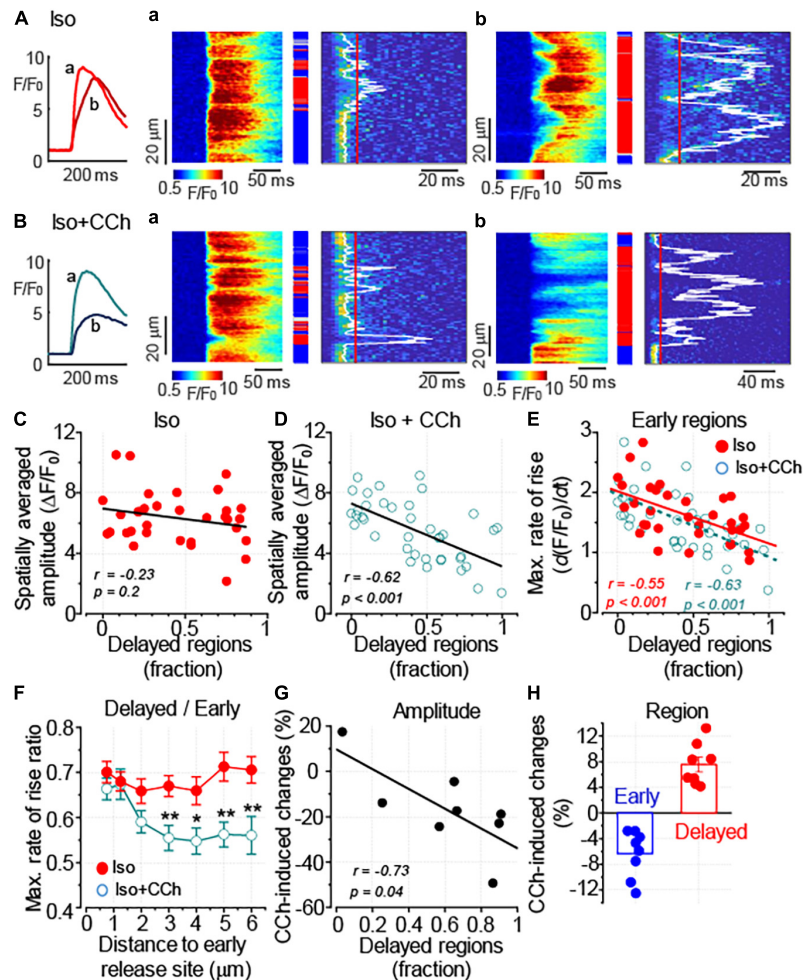 A Iso
a
b
10
F/F0
5
0
a
b
200 ms
20 µm
0.5 F/F0 10 50 ms
20 ms
20 µm
0.5 F/F0 10 50 ms
20 ms
B Iso+CCh
a
b
10
F/F0
5
0
a
b
200 ms
20 µm
0.5 F/F0 10 50 ms
20 ms
20 µm
0.5 F/F0 10 50 ms
40 ms
C Iso
Spatially averaged
amplitude (ΔF/F0)
12
8
4
0
r = -0.23
p = 0.2
0 0.5 1
Delayed regions
(fraction)
D Iso + CCh
Spatially averaged
amplitude (ΔF/F0)
12
8
4
0
r = -0.62
p < 0.001
0 0.5 1
Delayed regions
(fraction)
E Early regions
Max. rate of rise
(d(F/F0)/dt)
3
2
1
0
Iso
Iso+CCh
r = -0.55
p < 0.001
r = -0.63
p < 0.001
0 0.5 1
Delayed regions
(fraction)
F Delayed / Early
Max. rate of rise ratio
0.8
0.7
0.6
0.5
0.4
** * ** **
Iso
Iso+CCh
0 1 2 3 4 5 6
Distance to early
release site (µm)
G Amplitude
CCh-induced changes (%)
20
0
-20
-40
-60
r = -0.73
p = 0.04
0 0.2 0.4 0.6 0.8 1
Delayed regions
(fraction)
H Region
CCh-induced changes
(%)
12
8
4
0
-4
-12
Early
Delayed